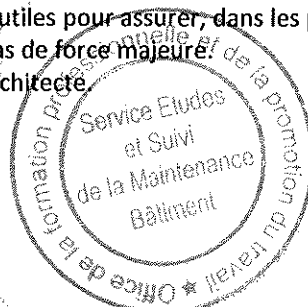 utiles pour assurer, dans les
as de force majeure.
chitecte.
Office de la formation professionnelle et de la promotion du travail
Service Etudes
et Suivi
de la Maintenance
Bâtiment